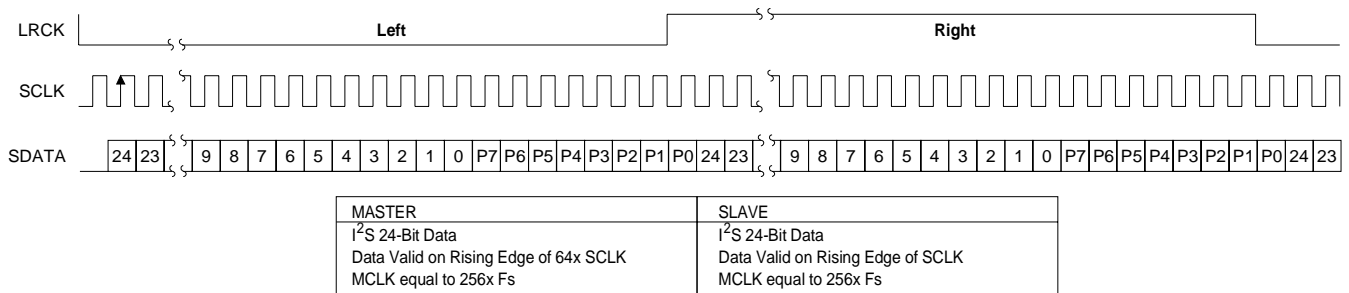 LRCK Left Right
SCLK
SDATA 24 23 9 8 7 6 5 4 3 2 1 0 P7 P6 P5 P4 P3 P2 P1 P0 24 23 9 8 7 6 5 4 3 2 1 0 P7 P6 P5 P4 P3 P2 P1 P0 24 23
MASTER SLAVE
I²S 24-Bit Data I²S 24-Bit Data
Data Valid on Rising Edge of 64x SCLK Data Valid on Rising Edge of SCLK
MCLK equal to 256x Fs MCLK equal to 256x Fs